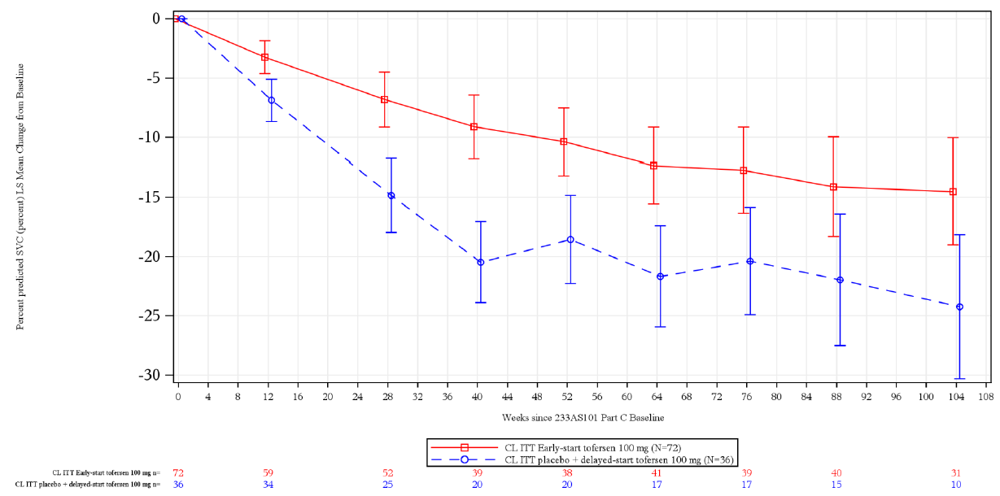 Percent predicted SVC (percent) LS Mean Change from Baseline
0
-5
-10
-15
-20
-25
-30
0 4 8 12 16 20 24 28 32 36 40 44 48 52 56 60 64 68 72 76 80 84 88 92 96 100 104 108
Weeks since 233AS101 Part C Baseline
CL ITT Early-start tofersen 100 mg (N=72)
CL ITT placebo + delayed-start tofersen 100 mg (N=36)
CL ITT Early-start tofersen 100 mg n= 72 59 52 39 38 41 39 40 31
CL ITT placebo + delayed-start tofersen 100 mg n= 36 34 25 20 20 17 17 15 10